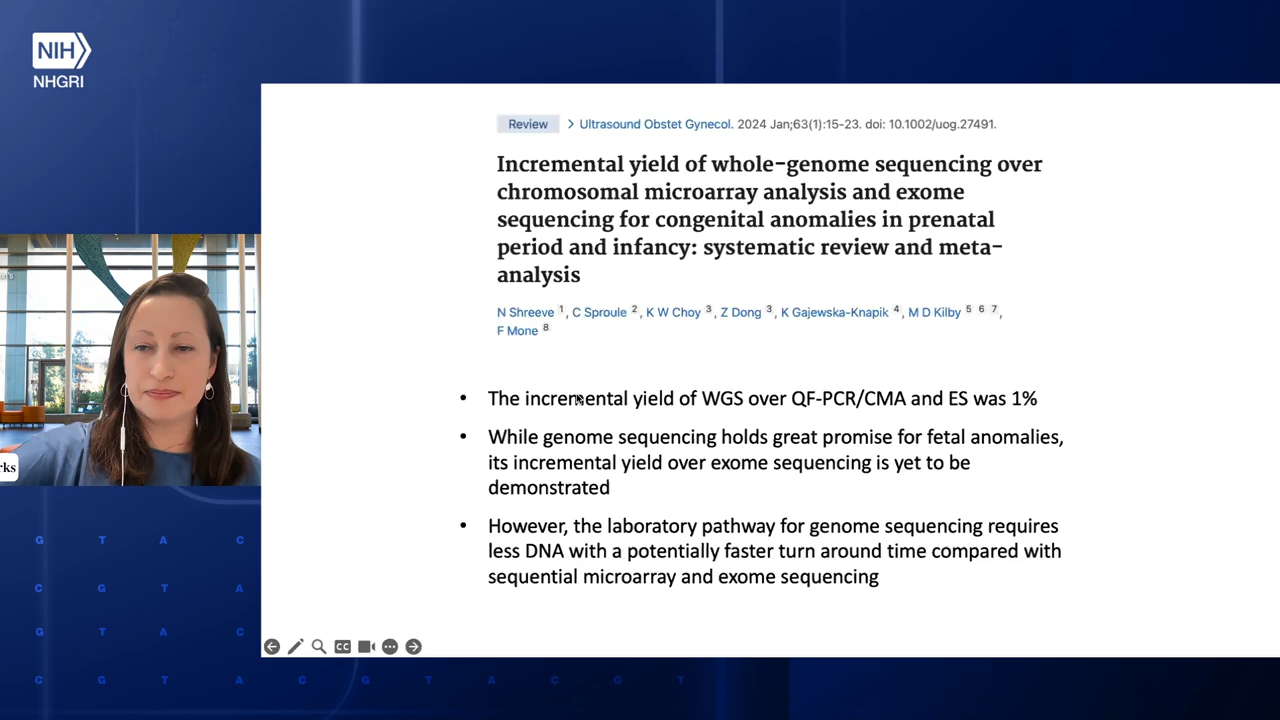 NIH
NHGRI
Review > Ultrasound Obstet Gynecol. 2024 Jan;63(1):15-23. doi: 10.1002/uog.27491.
Incremental yield of whole-genome sequencing over
chromosomal microarray analysis and exome
sequencing for congenital anomalies in prenatal
period and infancy: systematic review and meta-
analysis
N Shreeve 1, C Sproule 2, K W Choy 3, Z Dong 3, K Gajewska-Knapik 4, M D Kilby 5 6 7,
F Mone 8
• The incremental yield of WGS over QF-PCR/CMA and ES was 1%
• While genome sequencing holds great promise for fetal anomalies,
its incremental yield over exome sequencing is yet to be
demonstrated
• However, the laboratory pathway for genome sequencing requires
less DNA with a potentially faster turn around time compared with
sequential microarray and exome sequencing
rks
CC
G T A C
C G T A
G T A C
C G T A C G T A C G T